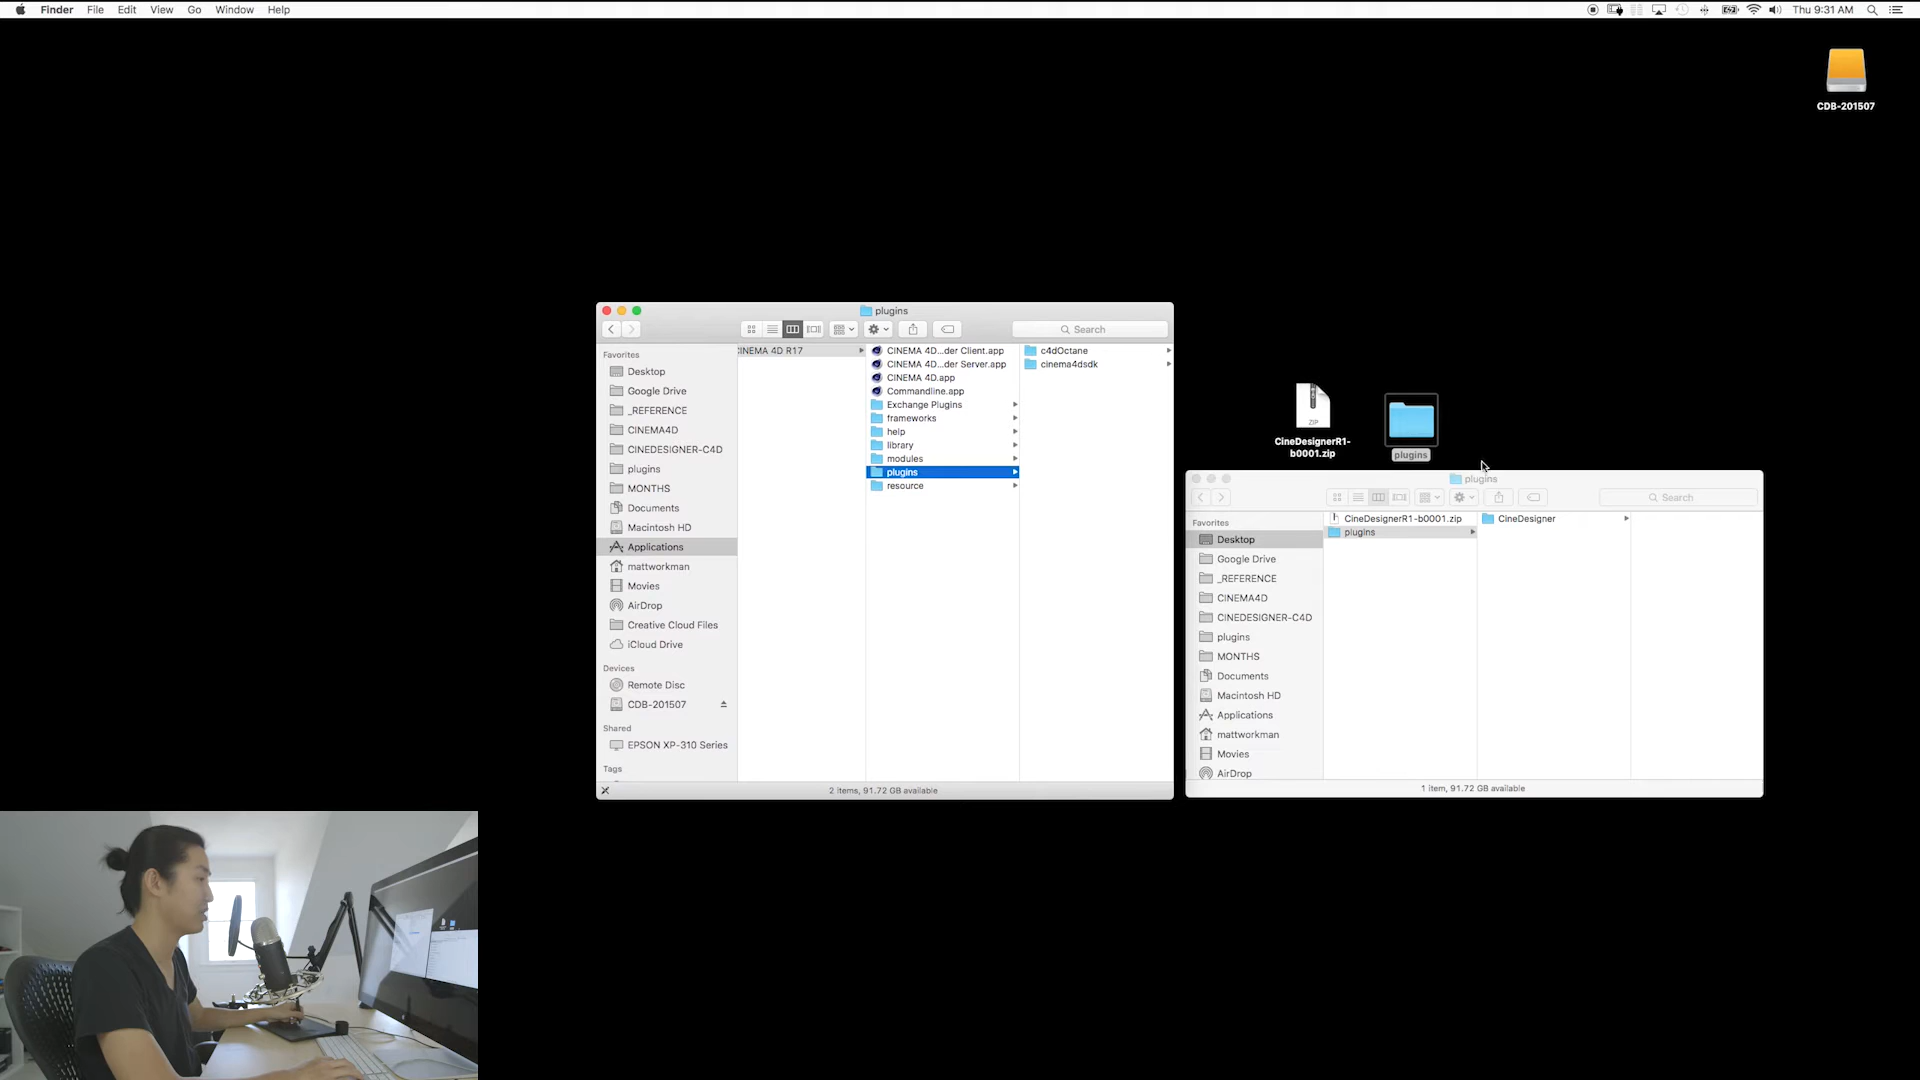 Finder File Edit View Go Window Help
Thu 9:31 AM
CDB-201507
plugins
Search
Favorites
Desktop
Google Drive
_REFERENCE
CINEMA4D
CINEDESIGNER-C4D
plugins
MONTHS
Documents
Macintosh HD
Applications
mattworkman
Movies
AirDrop
Creative Cloud Files
iCloud Drive
Devices
Remote Disc
CDB-201507
Shared
EPSON XP-310 Series
Tags
CINEMA 4D R17
CINEMA 4D...der Client.app
CINEMA 4D...der Server.app
CINEMA 4D.app
Commandline.app
Exchange Plugins
frameworks
help
library
modules
plugins
resource
c4dOctane
cinema4dsdk
2 items, 91.72 GB available
ZIP
CineDesignerR1-
b0001.zip
plugins
plugins
Search
Favorites
Desktop
Google Drive
_REFERENCE
CINEMA4D
CINEDESIGNER-C4D
plugins
MONTHS
Documents
Macintosh HD
Applications
mattworkman
Movies
AirDrop
CineDesignerR1-b0001.zip
plugins
CineDesigner
1 item, 91.72 GB available